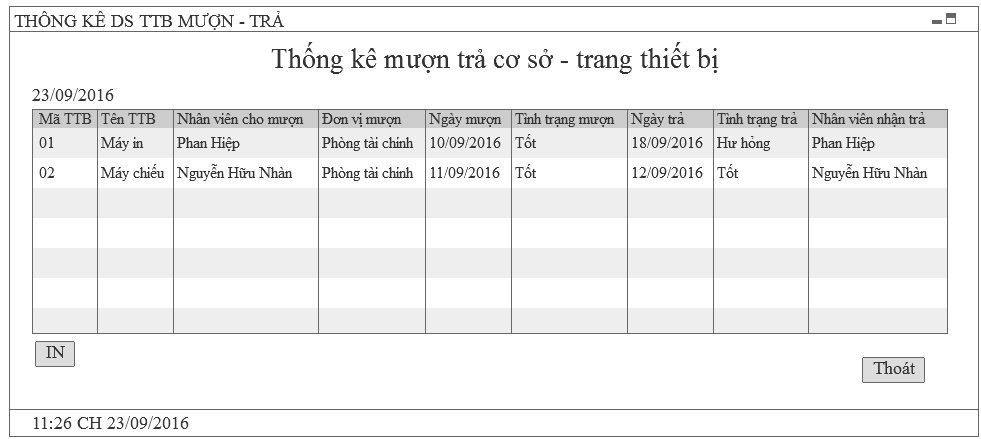 THÔNG KÊ DS TTB MƯỢN - TRẢ
Thống kê mượn trả cơ sở - trang thiết bị
23/09/2016
Mã TTB Tên TTB Nhân viên cho mượn Đơn vị mượn Ngày mượn Tình trạng mượn Ngày trả Tình trạng trả Nhân viên nhận trả
01 Máy in Phan Hiệp Phòng tài chính 10/09/2016 Tốt 18/09/2016 Hư hỏng Phan Hiệp
02 Máy chiếu Nguyễn Hữu Nhàn Phòng tài chính 11/09/2016 Tốt 12/09/2016 Tốt Nguyễn Hữu Nhàn
IN
Thoát
11:26 CH 23/09/2016